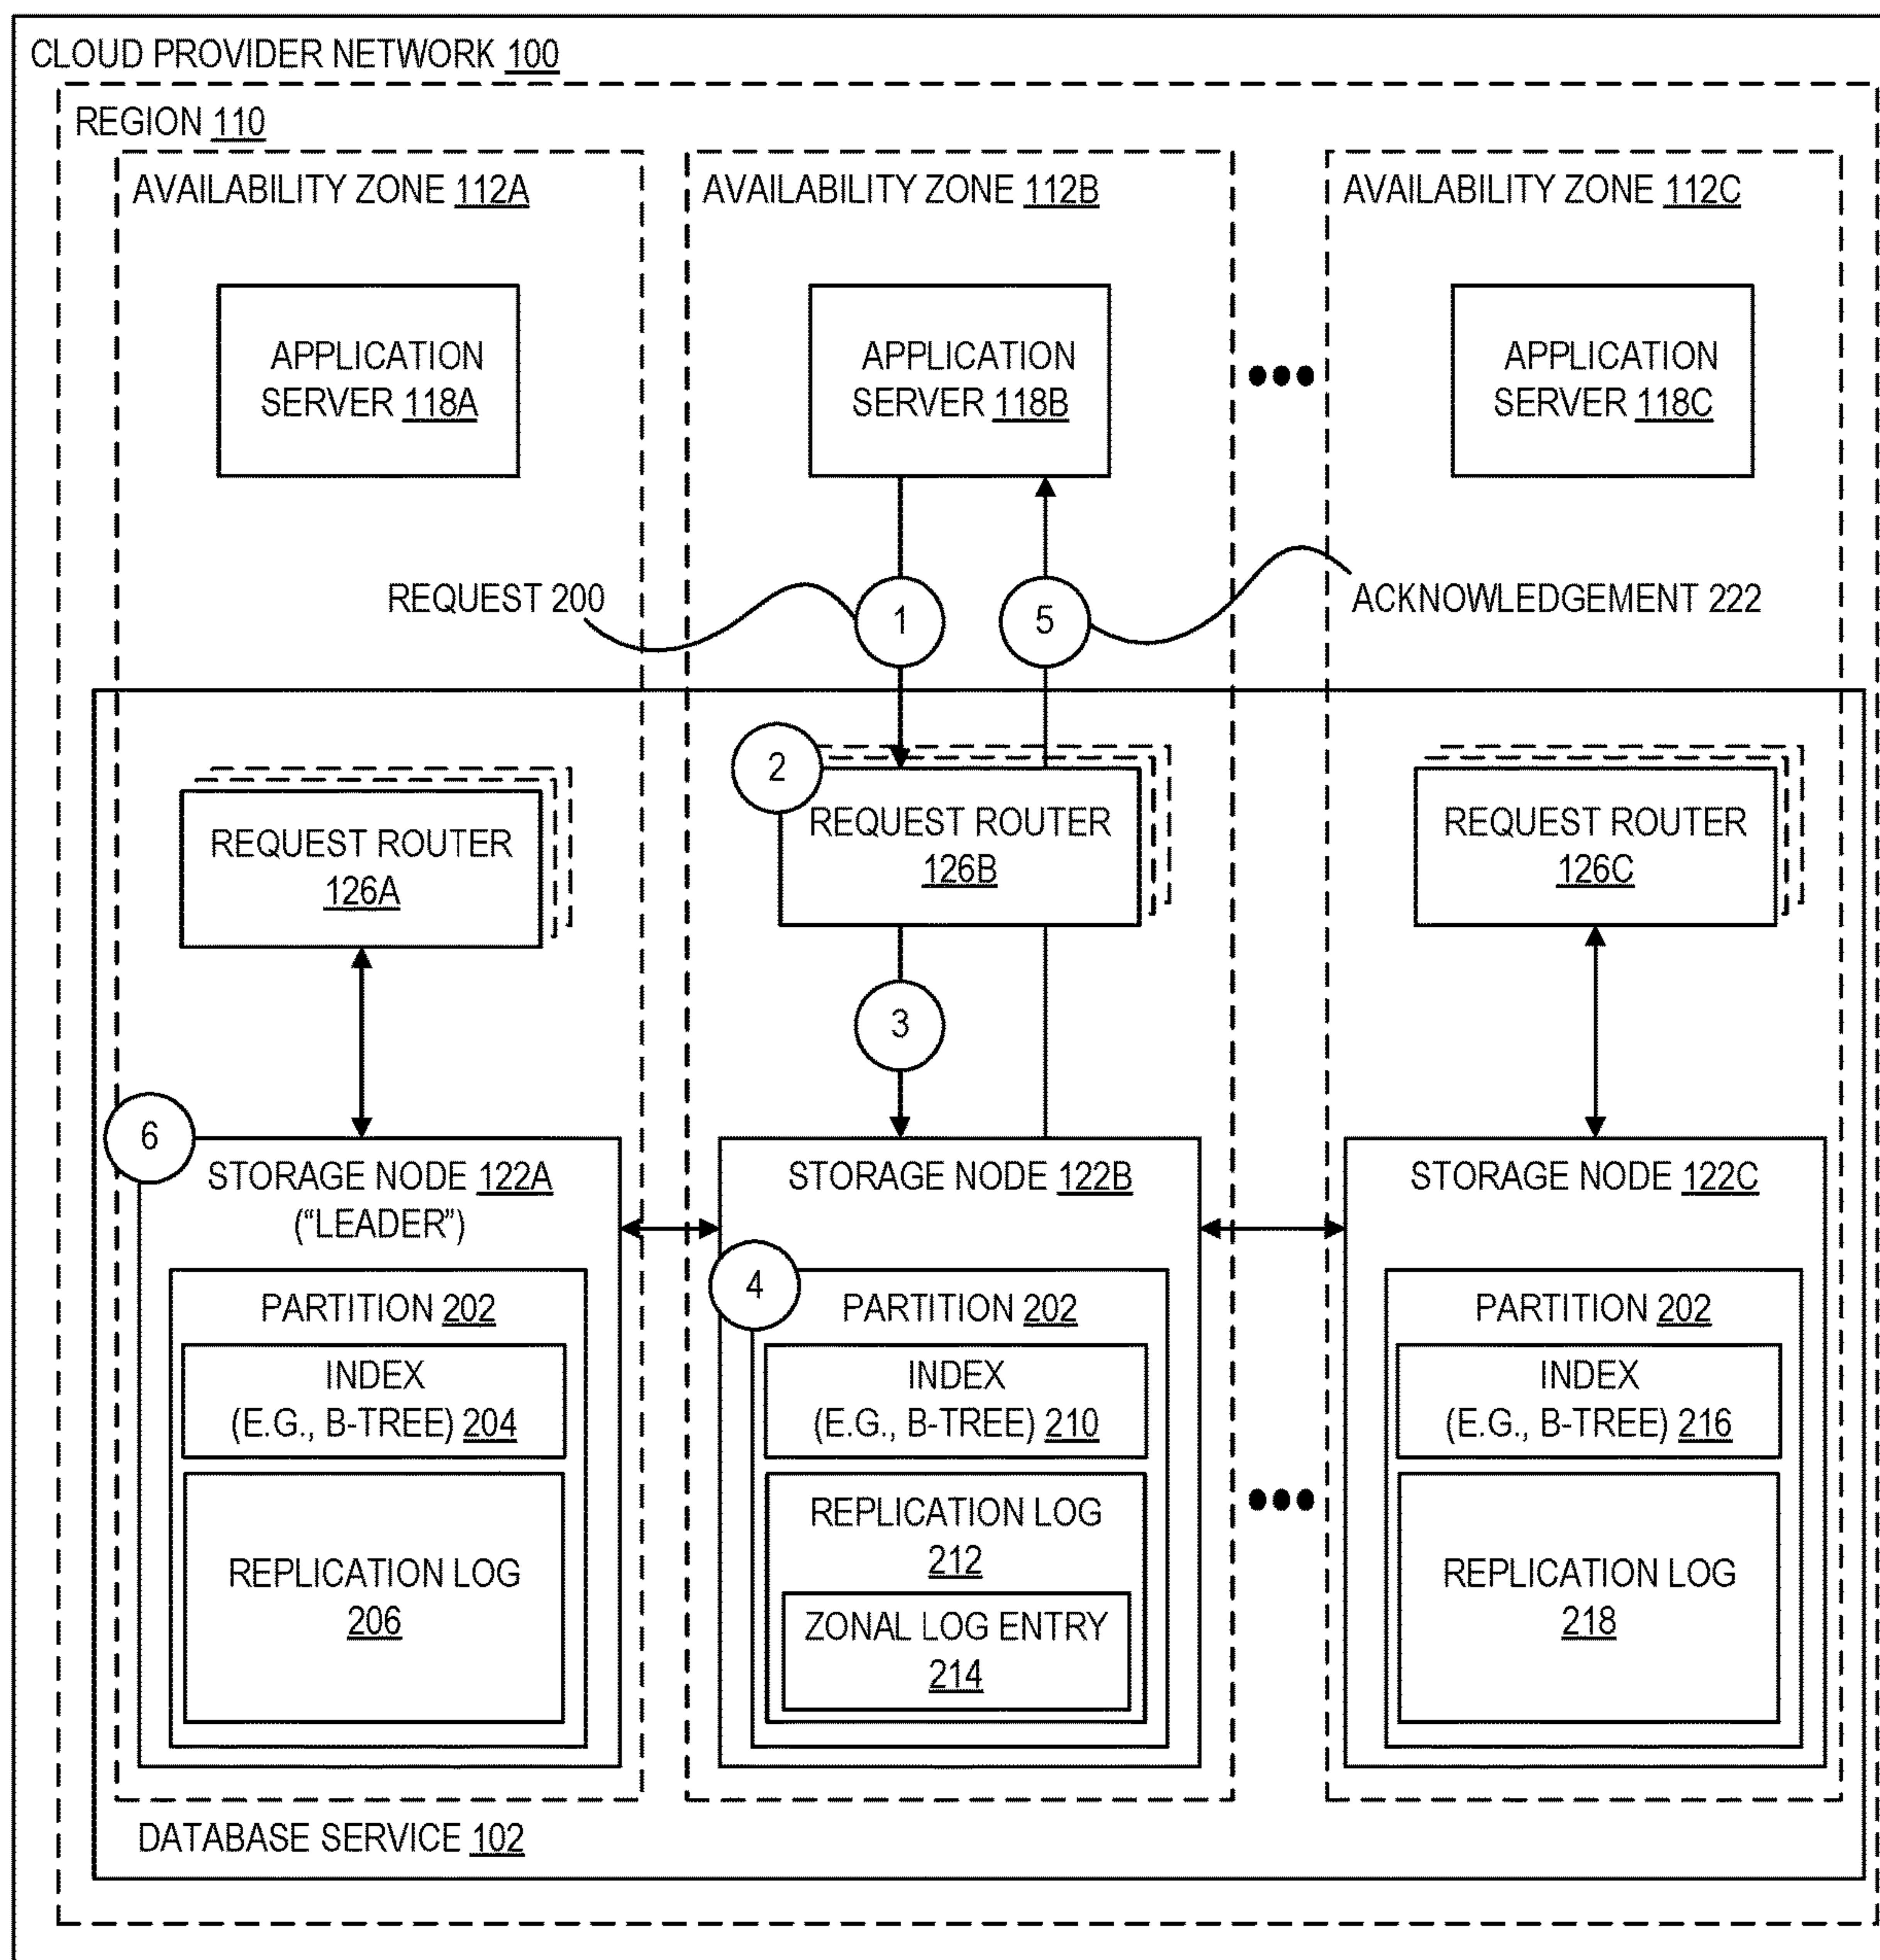 CLOUD PROVIDER NETWORK 100
REGION 110
AVAILABILITY ZONE 112A
AVAILABILITY ZONE 112B
AVAILABILITY ZONE 112C
APPLICATION
SERVER 118A
APPLICATION
SERVER 118B
APPLICATION
SERVER 118C
REQUEST 200
1
5
ACKNOWLEDGEMENT 222
2
REQUEST ROUTER
126A
REQUEST ROUTER
126B
REQUEST ROUTER
126C
3
6
STORAGE NODE 122A
("LEADER")
STORAGE NODE 122B
STORAGE NODE 122C
4
PARTITION 202
INDEX
(E.G., B-TREE) 204
REPLICATION LOG
206
PARTITION 202
INDEX
(E.G., B-TREE) 210
REPLICATION LOG
212
ZONAL LOG ENTRY
214
PARTITION 202
INDEX
(E.G., B-TREE) 216
REPLICATION LOG
218
DATABASE SERVICE 102